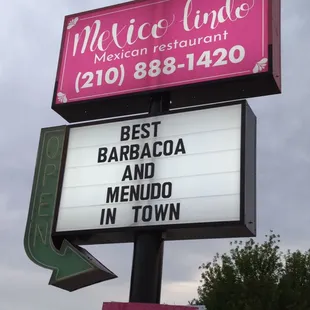 Mexico lindo
Mexican restaurant
(210) 888-1420
OPEN
BEST
BARBACOA
AND
MENUDO
IN TOWN